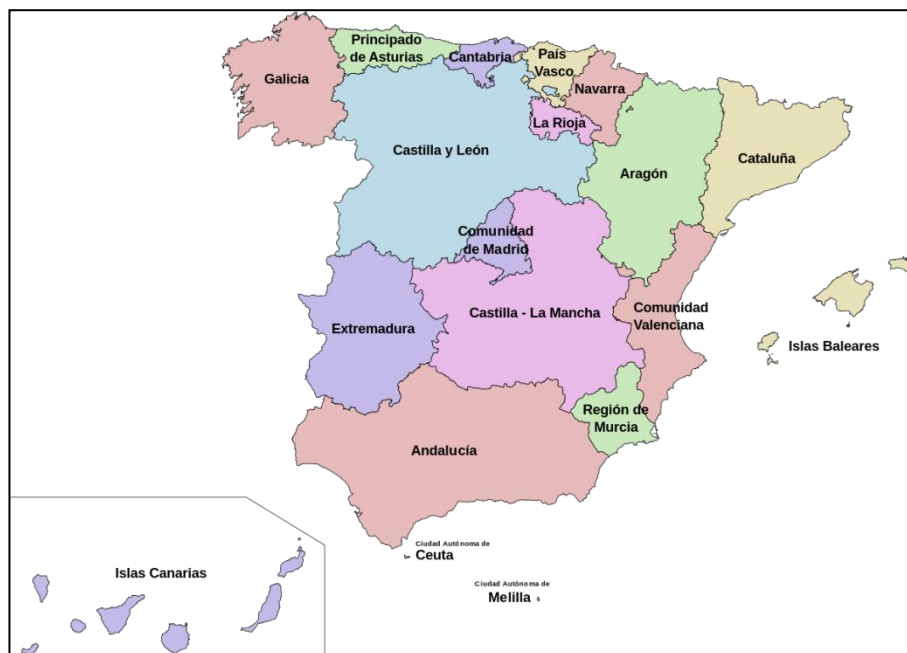 Principado
de Asturias
Cantabria
País
Vasco
Galicia
Navarra
La Rioja
Castilla y León
Cataluña
Aragón
Comunidad
de Madrid
Comunidad
Valenciana
Castilla - La Mancha
Extremadura
Islas Baleares
Región de
Murcia
Andalucía
Ciudad Autónoma de
Ceuta
Islas Canarias
Ciudad Autónoma de
Melilla